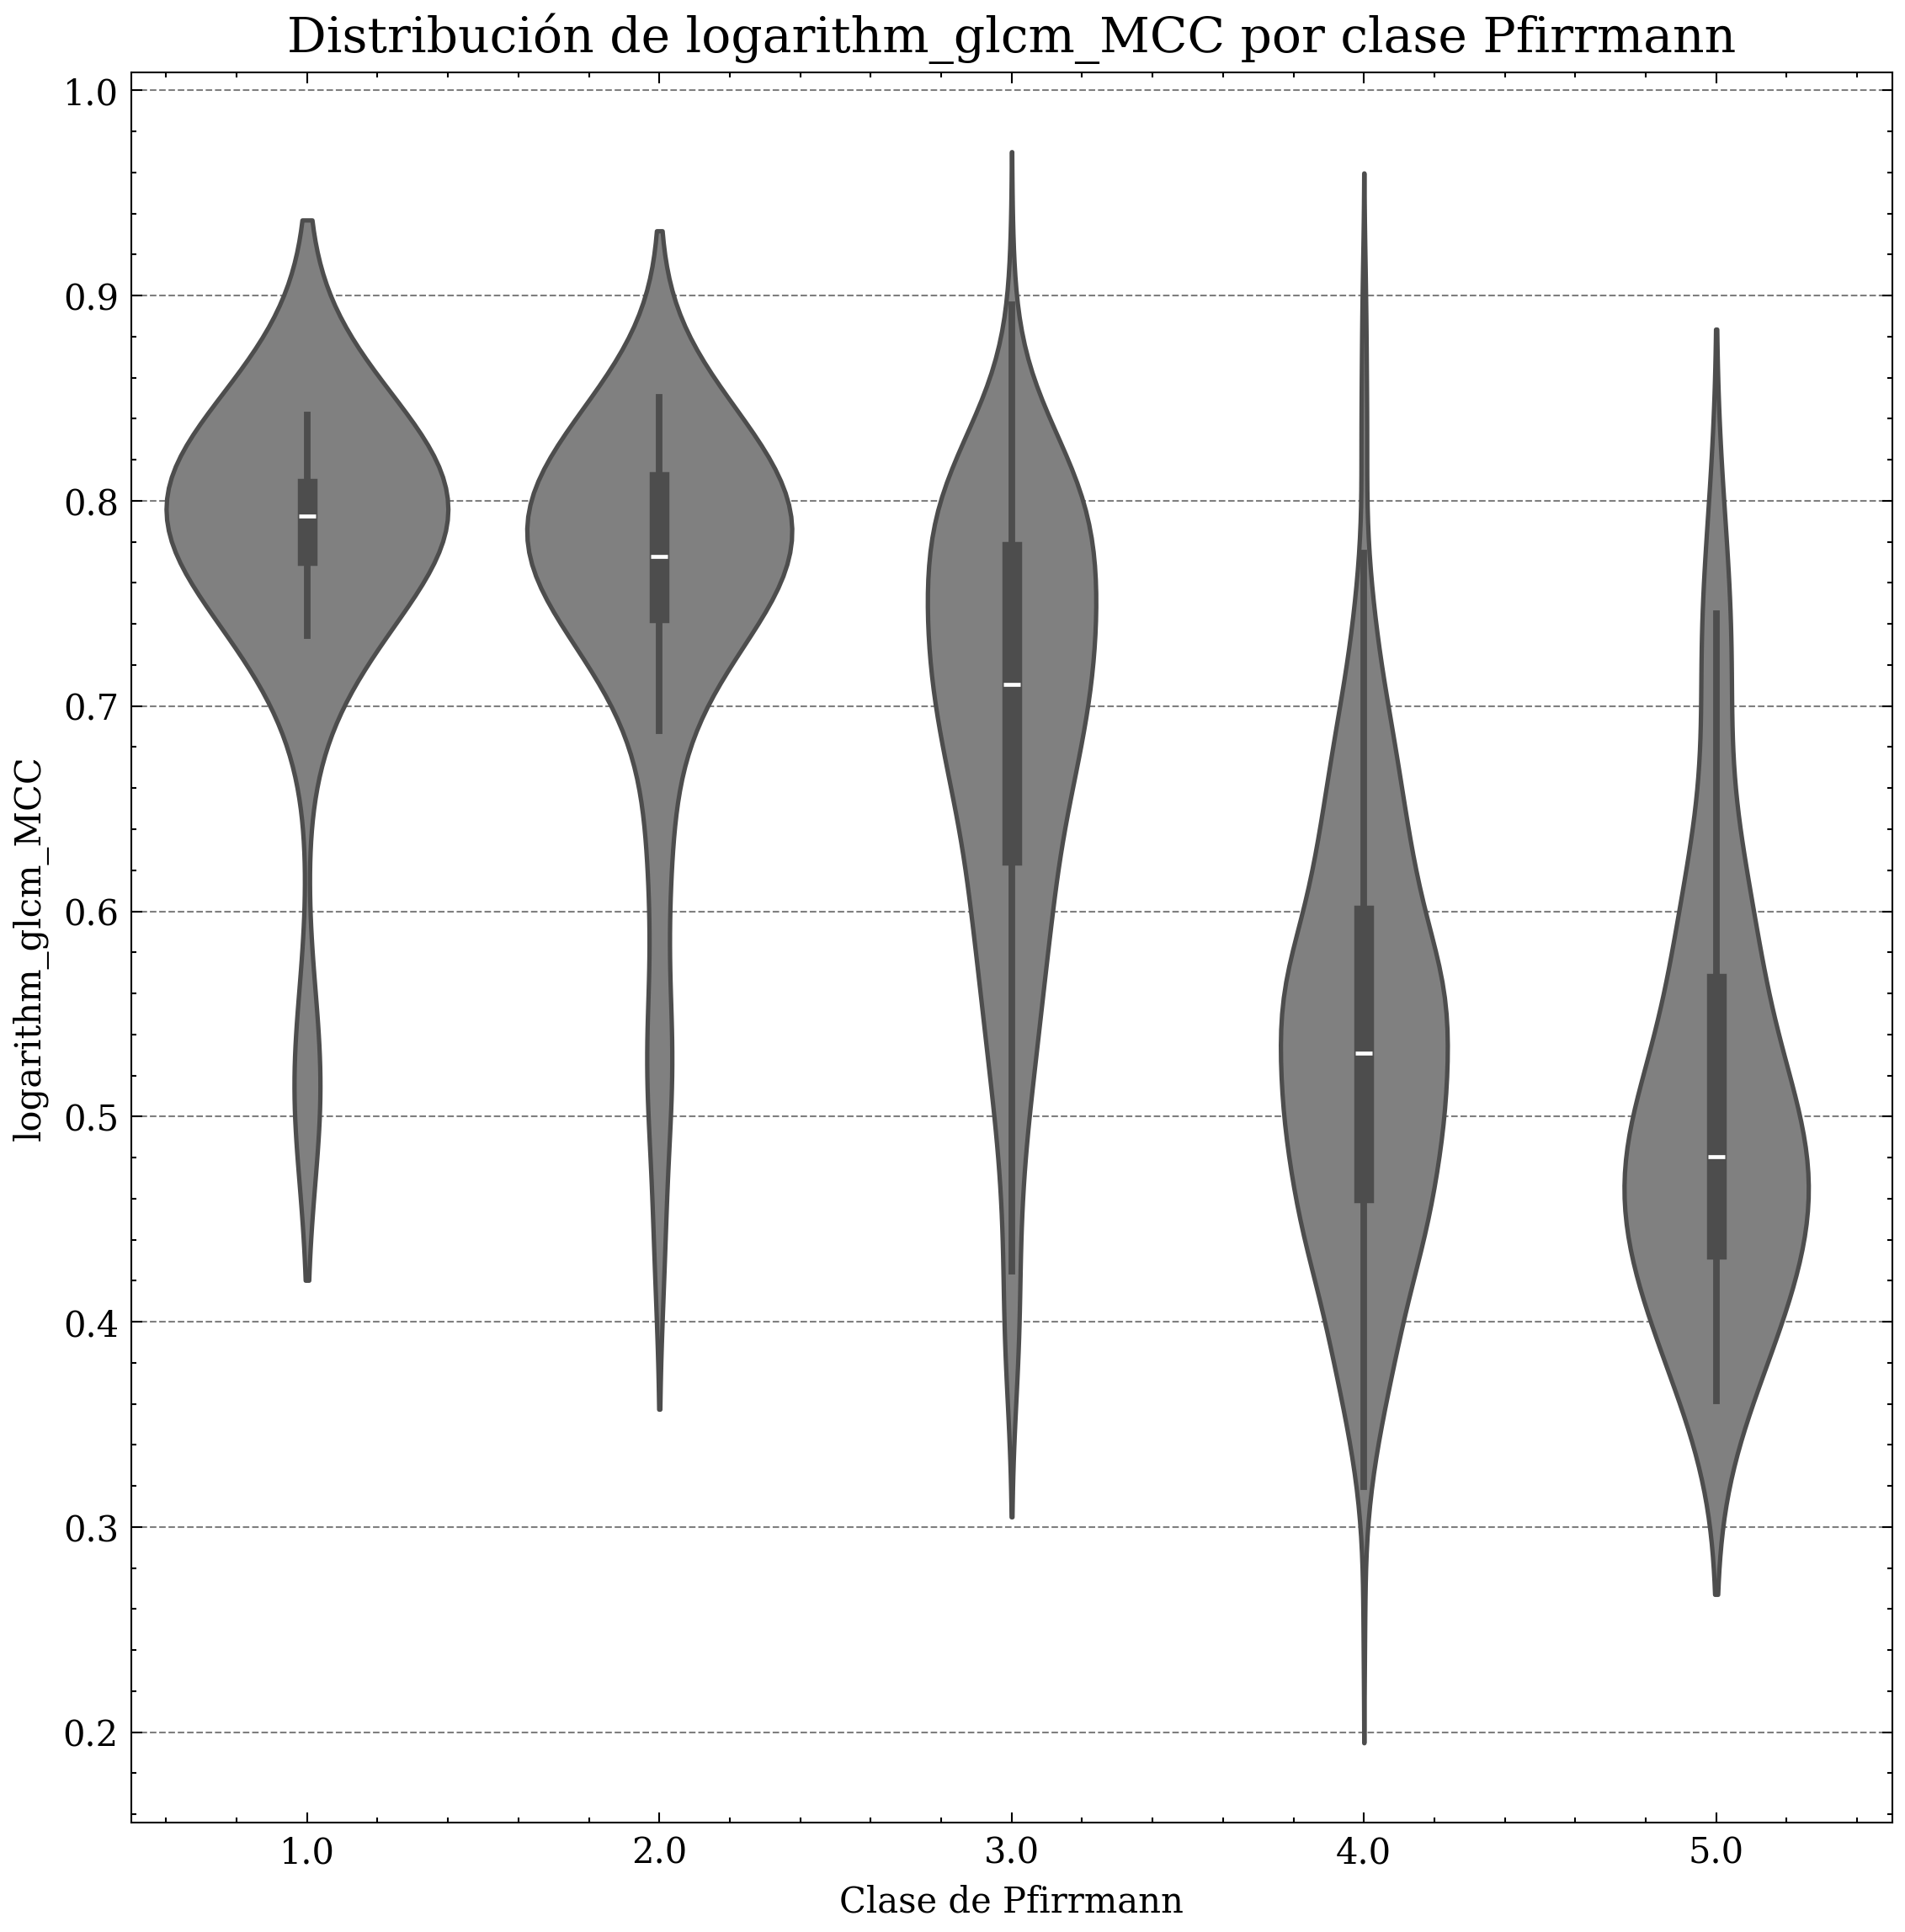 Distribución de logarithm_glcm_MCC por clase Pfirrmann
1.0
0.9
0.8
0.7
0.6
0.5
0.4
0.3
0.2
logarithm_glcm_MCC
1.0 2.0 3.0 4.0 5.0
Clase de Pfirrmann